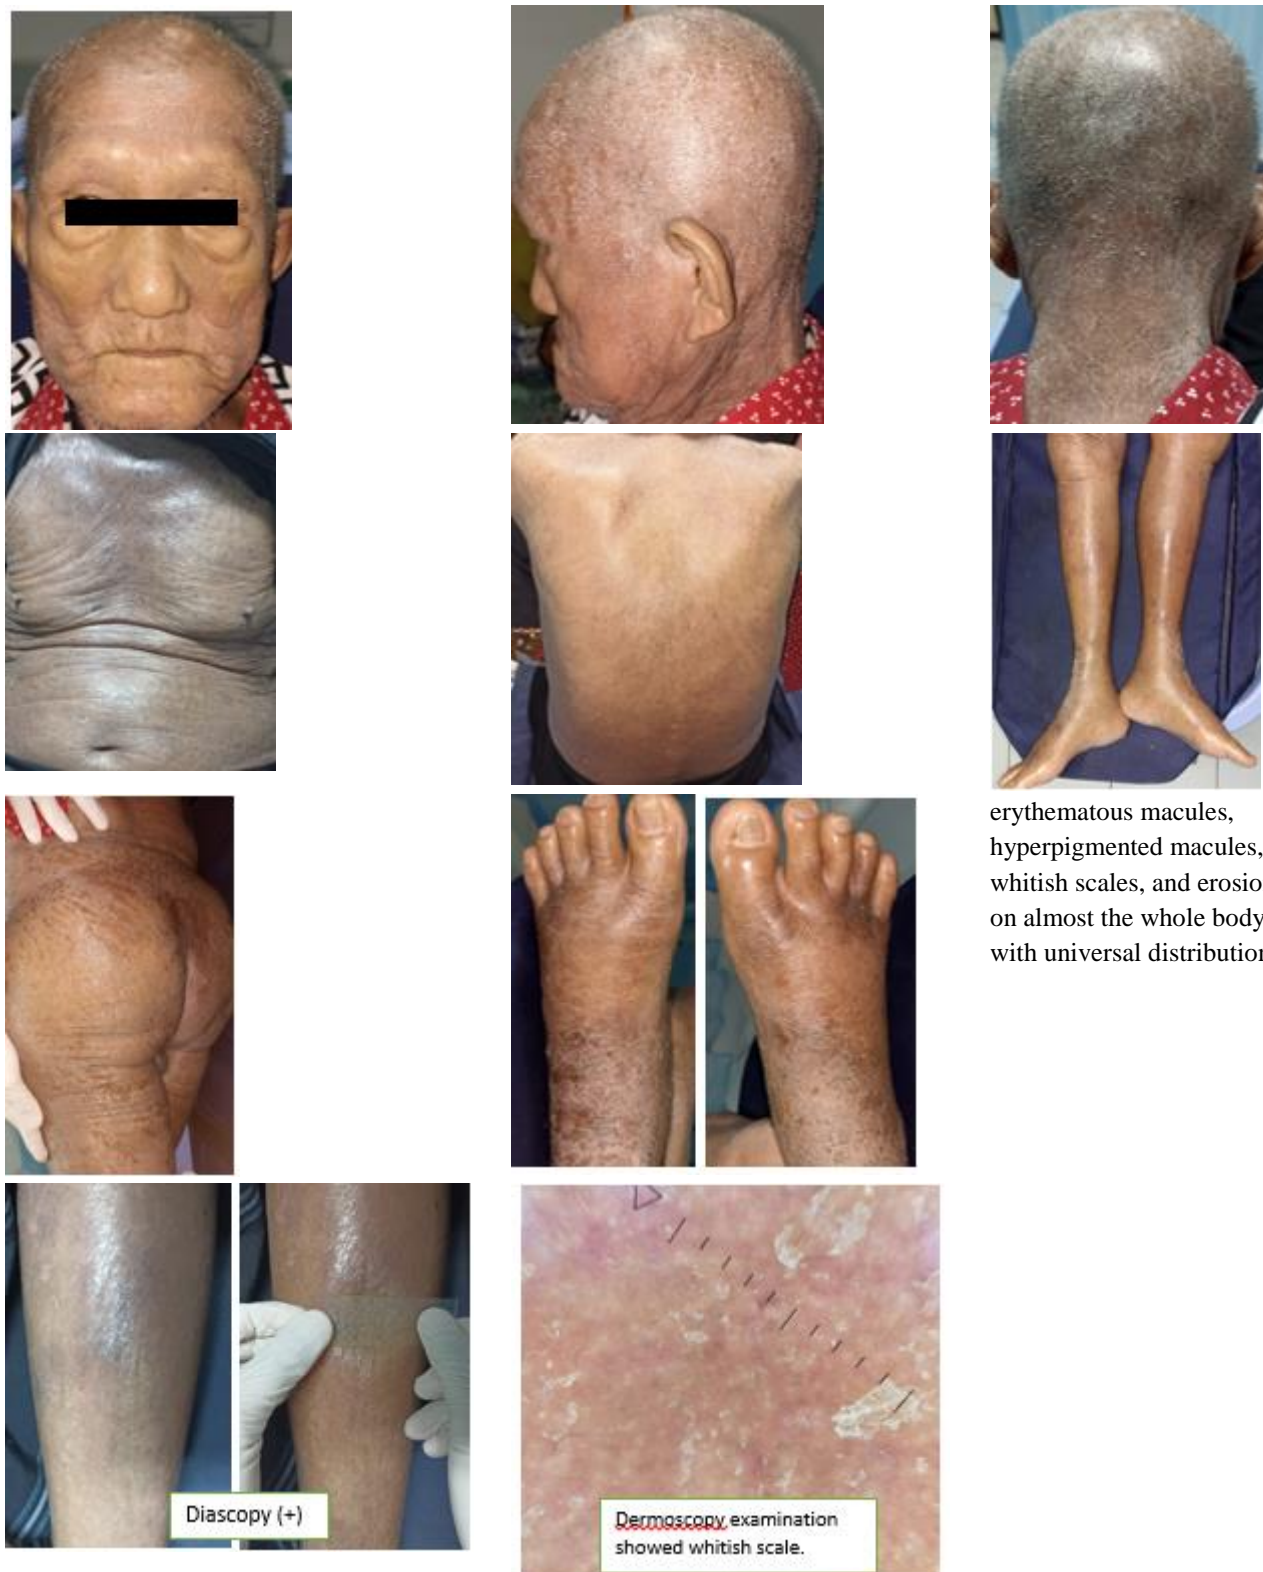 erythematous macules,
hyperpigmented macules,
whitish scales, and erosio
on almost the whole body
with universal distribution
Diascopy (+)
Dermoscopy examination
showed whitish scale.